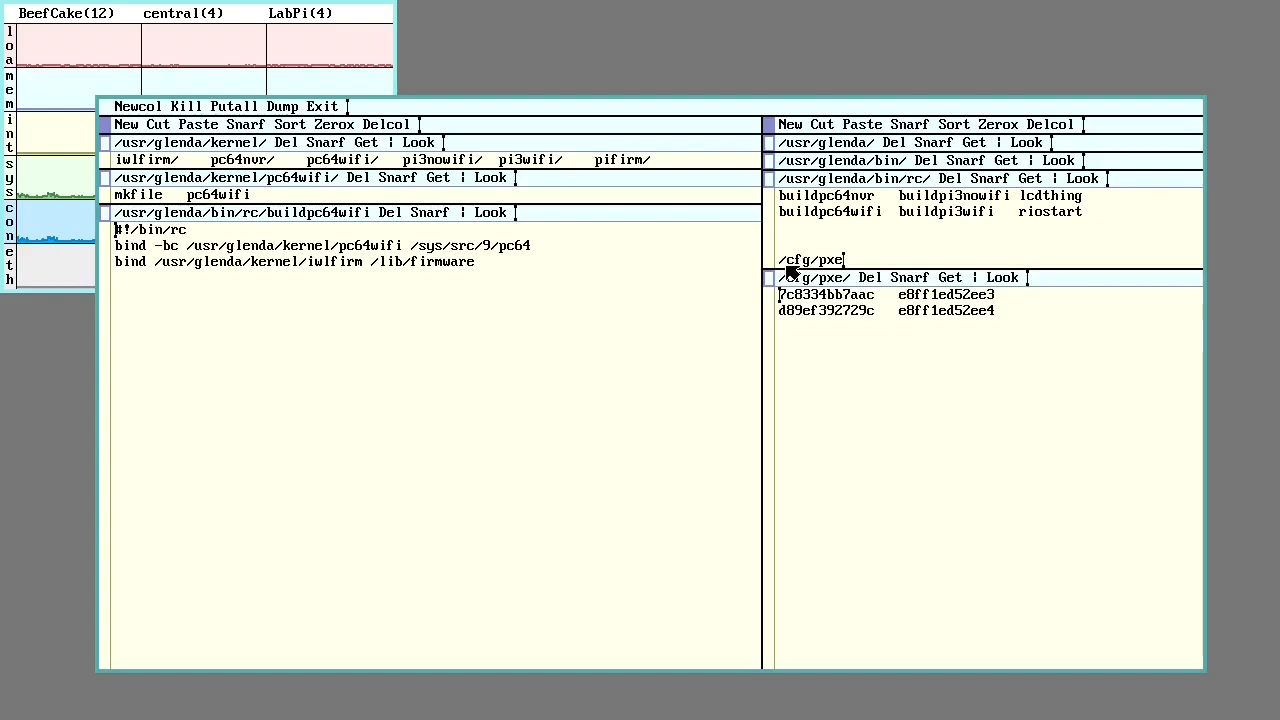 BeefCake(12) central(4) LabPi(4)
loa
mem
int
sys
con
eth
Newcol Kill Putall Dump Exit
New Cut Paste Snarf Sort Zerox Delcol
/usr/glenda/kernel/ Del Snarf Get | Look
iwlfirm/ pc64nvr/ pc64wifi/ pi3nowifi/ pi3wifi/ pifirm/
/usr/glenda/kernel/pc64wifi/ Del Snarf Get | Look
mkfile pc64wifi
/usr/glenda/bin/rc/buildpc64wifi Del Snarf | Look
#!/bin/rc
bind -bc /usr/glenda/kernel/pc64wifi /sys/src/9/pc64
bind /usr/glenda/kernel/iwlfirm /lib/firmware
New Cut Paste Snarf Sort Zerox Delcol
/usr/glenda/ Del Snarf Get | Look
/usr/glenda/bin/ Del Snarf Get | Look
/usr/glenda/bin/rc/ Del Snarf Get | Look
buildpc64nvr buildpi3nowifi lcdthing
buildpc64wifi buildpi3wifi riostart
/cfg/pxe
/cfg/pxe/ Del Snarf Get | Look
7c8334bb7aac e8ff1ed52ee3
d89ef392729c e8ff1ed52ee4